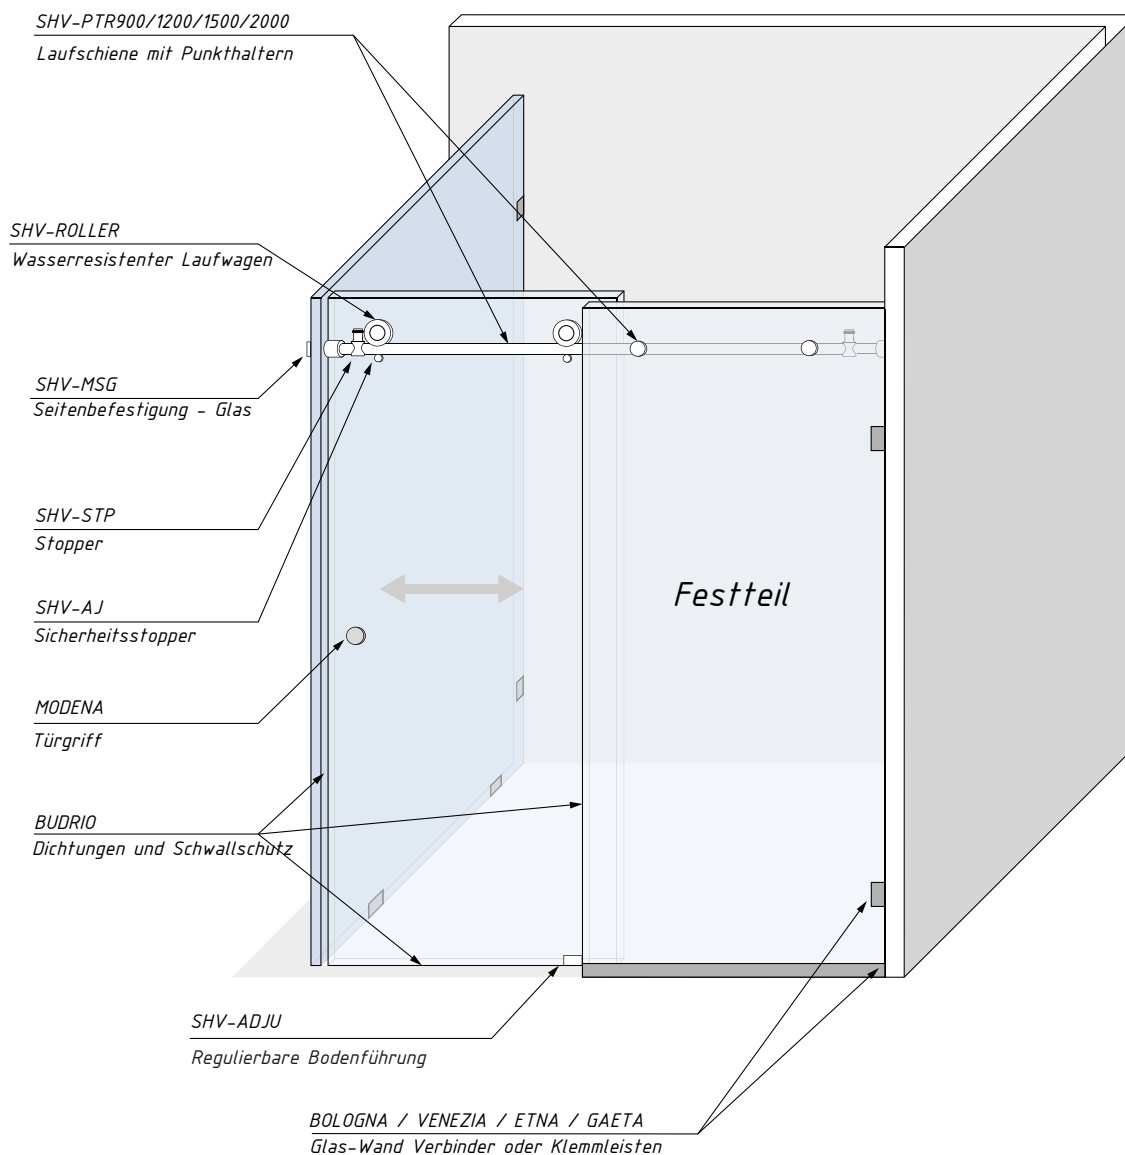 SHV-PTR900/1200/1500/2000
Laufschiene mit Punkthaltern
SHV-ROLLER
Wasserresistenter Laufwagen
SHV-MSG
Seitenbefestigung - Glas
SHV-STP
Stopper
SHV-AJ
Sicherheitsstopper
Festteil
MODENA
Türgriff
BUDRIO
Dichtungen und Schwallschutz
SHV-ADJU
Regulierbare Bodenführung
BOLOGNA / VENEZIA / ETNA / GAETA
Glas-Wand Verbinder oder Klemmleisten